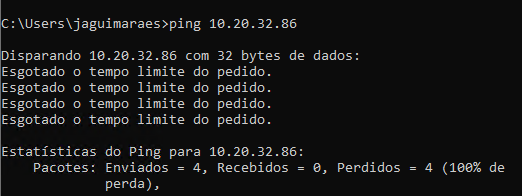 C:\Users\jaguimaraes>ping 10.20.32.86
Disparando 10.20.32.86 com 32 bytes de dados:
Esgotado o tempo limite do pedido.
Esgotado o tempo limite do pedido.
Esgotado o tempo limite do pedido.
Esgotado o tempo limite do pedido.
Estatísticas do Ping para 10.20.32.86:
Pacotes: Enviados = 4, Recebidos = 0, Perdidos = 4 (100% de
perda),